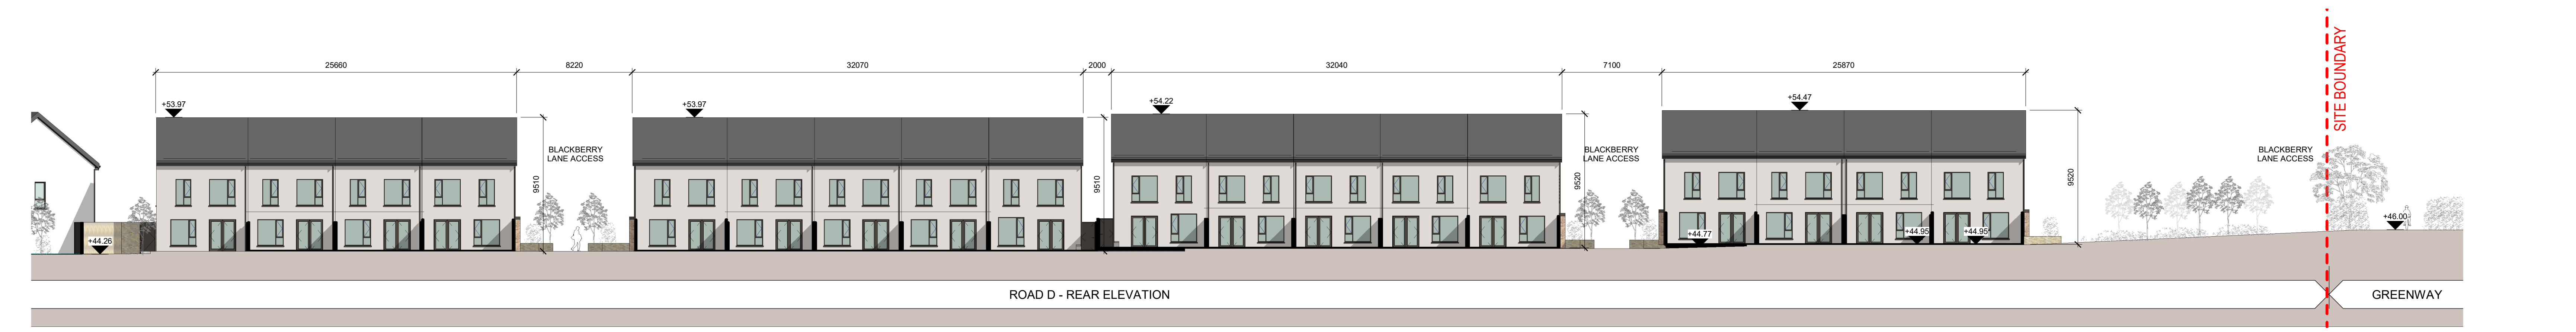 25660
8220
32070
2000
32040
7100
25870
SITE BOUNDARY
+53.97
+53.97
+54.22
+54.47
BLACKBERRY
LANE ACCESS
BLACKBERRY
LANE ACCESS
BLACKBERRY
LANE ACCESS
9510
9510
9520
9520
+44.26
+44.77
+44.95
+44.95
+46.00
ROAD D - REAR ELEVATION
GREENWAY